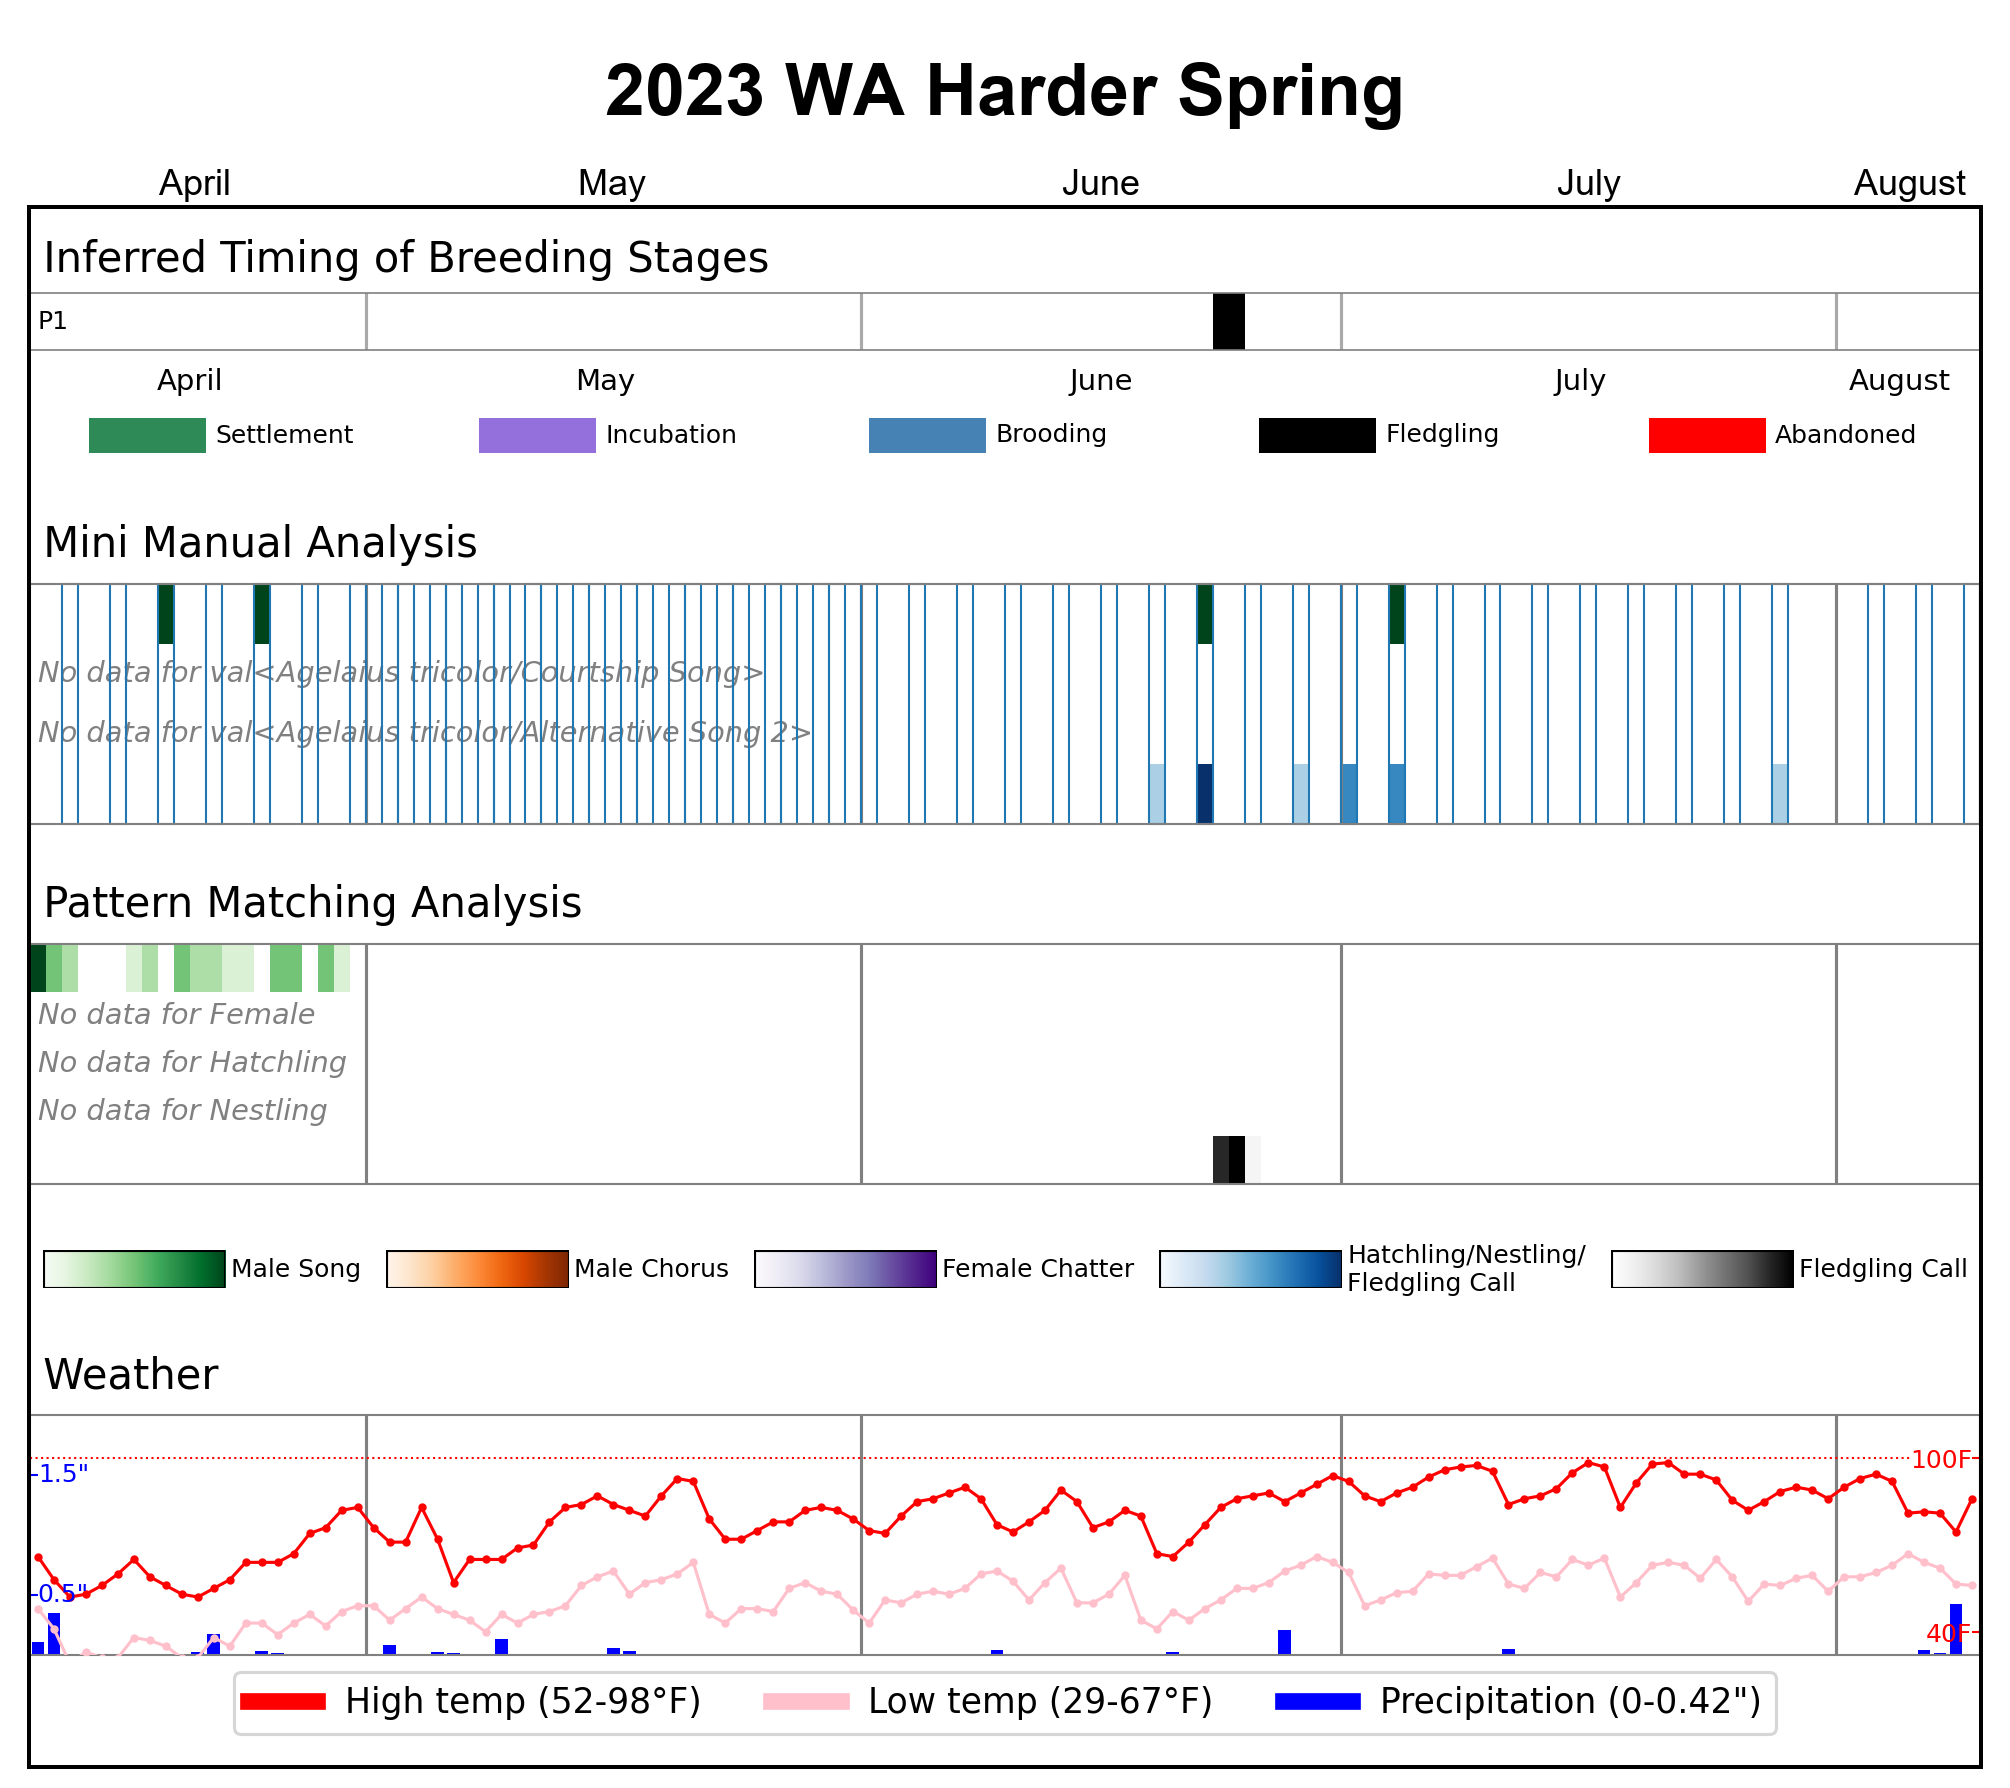 2023 WA Harder Spring
April May June July August
Inferred Timing of Breeding Stages
P1
April May June July August
Settlement Incubation Brooding Fledgling Abandoned
Mini Manual Analysis
No data for val<Agelaius tricolor/Courtship Song>
No data for val<Agelaius tricolor/Alternative Song 2>
Pattern Matching Analysis
No data for Female
No data for Hatchling
No data for Nestling
Male Song Male Chorus Female Chatter Hatchling/Nestling/ Fledgling Call
Fledgling Call
Weather
100F
1.5"
0.5"
40F
High temp (52-98°F) Low temp (29-67°F) Precipitation (0-0.42")